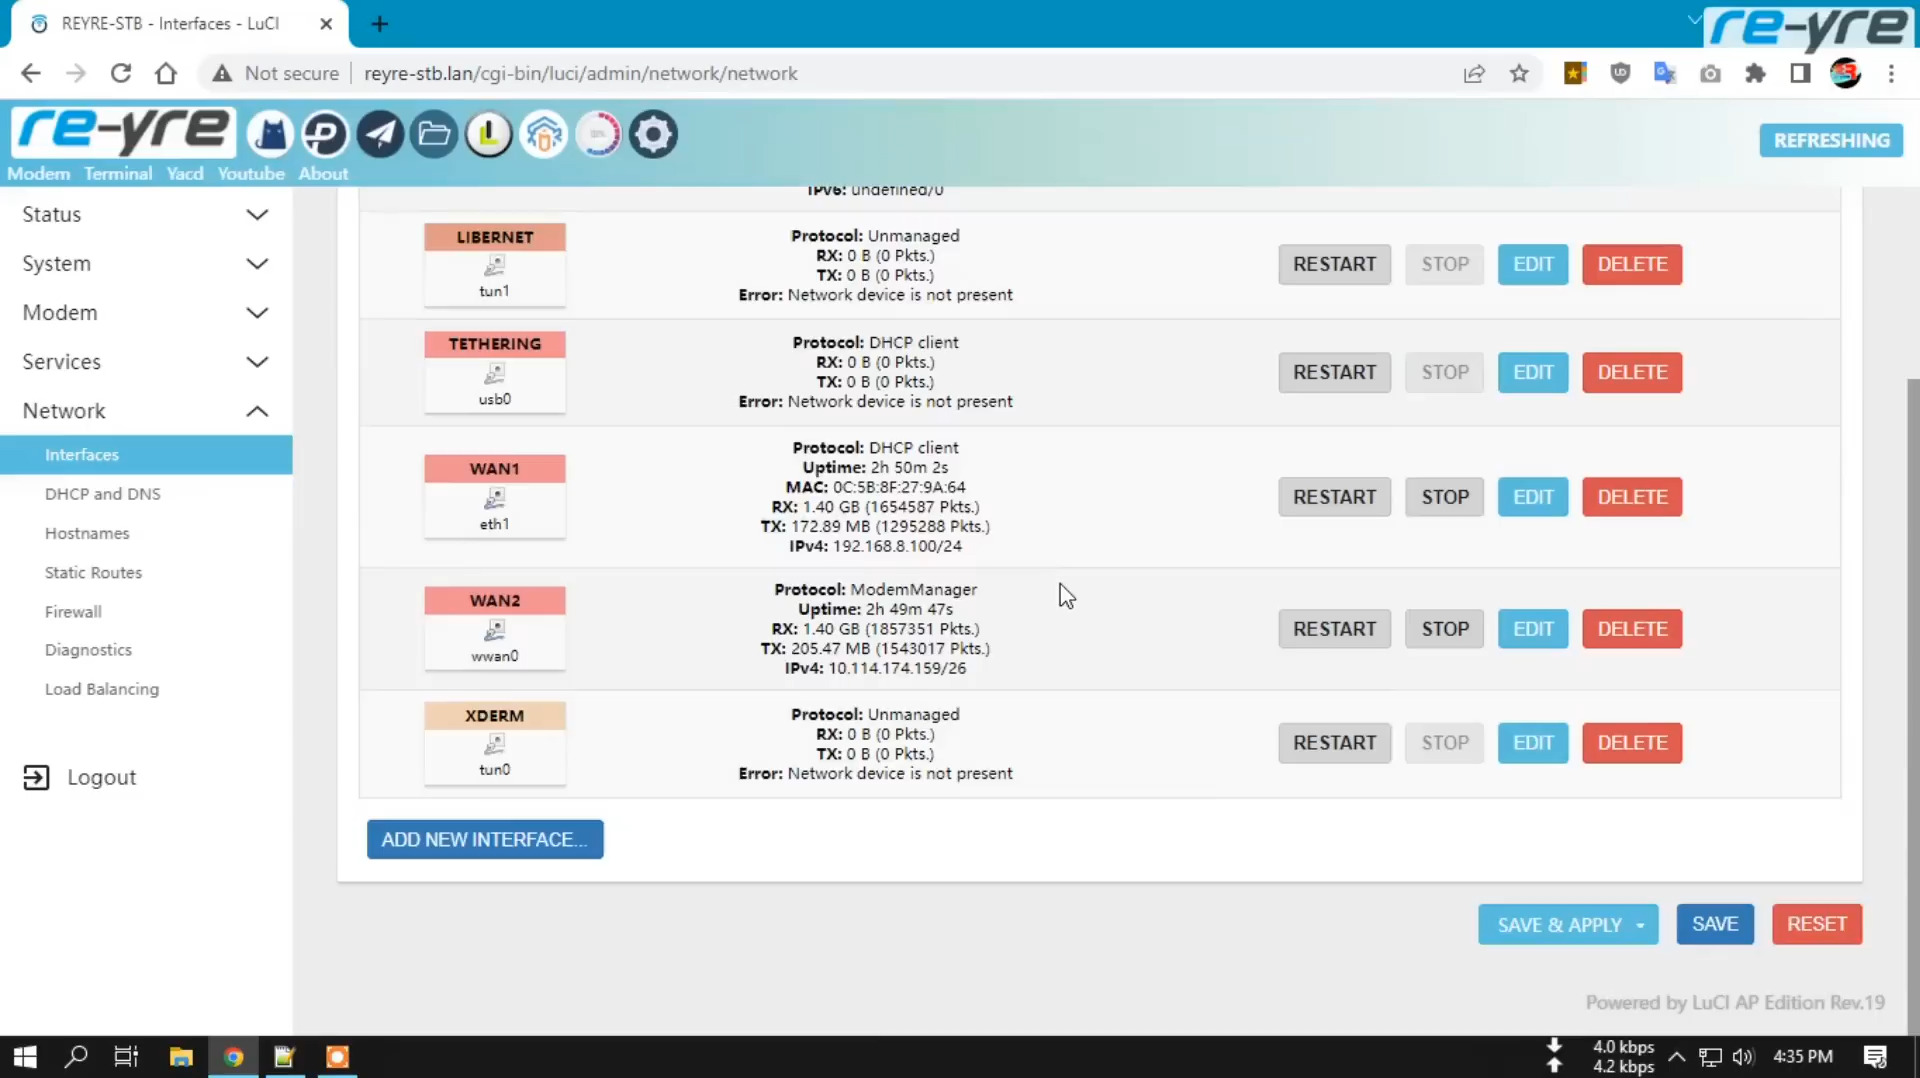 REYRE-STB - Interfaces - LuCI
re-yre
Not secure
reyre-stb.lan/cgi-bin/luci/admin/network/network
re-yre
REFRESHING
Modem Terminal Yacd Youtube About
Status
System
Modem
Services
Network
Interfaces
DHCP and DNS
Hostnames
Static Routes
Firewall
Diagnostics
Load Balancing
Logout
IPv6: undefined/0
LIBERNET
tun1
Protocol: Unmanaged
RX: 0 B (0 Pkts.)
TX: 0 B (0 Pkts.)
Error: Network device is not present
RESTART STOP EDIT DELETE
TETHERING
usb0
Protocol: DHCP client
RX: 0 B (0 Pkts.)
TX: 0 B (0 Pkts.)
Error: Network device is not present
RESTART STOP EDIT DELETE
WAN1
eth1
Protocol: DHCP client
Uptime: 2h 50m 2s
MAC: 0C:5B:8F:27:9A:64
RX: 1.40 GB (1654587 Pkts.)
TX: 172.89 MB (1295288 Pkts.)
IPv4: 192.168.8.100/24
RESTART STOP EDIT DELETE
WAN2
wwan0
Protocol: ModemManager
Uptime: 2h 49m 47s
RX: 1.40 GB (1857351 Pkts.)
TX: 205.47 MB (1543017 Pkts.)
IPv4: 10.114.174.159/26
RESTART STOP EDIT DELETE
XDERM
tun0
Protocol: Unmanaged
RX: 0 B (0 Pkts.)
TX: 0 B (0 Pkts.)
Error: Network device is not present
RESTART STOP EDIT DELETE
ADD NEW INTERFACE...
SAVE & APPLY SAVE RESET
Powered by LuCI AP Edition Rev.19
4.0 kbps
4.2 kbps
4:35 PM